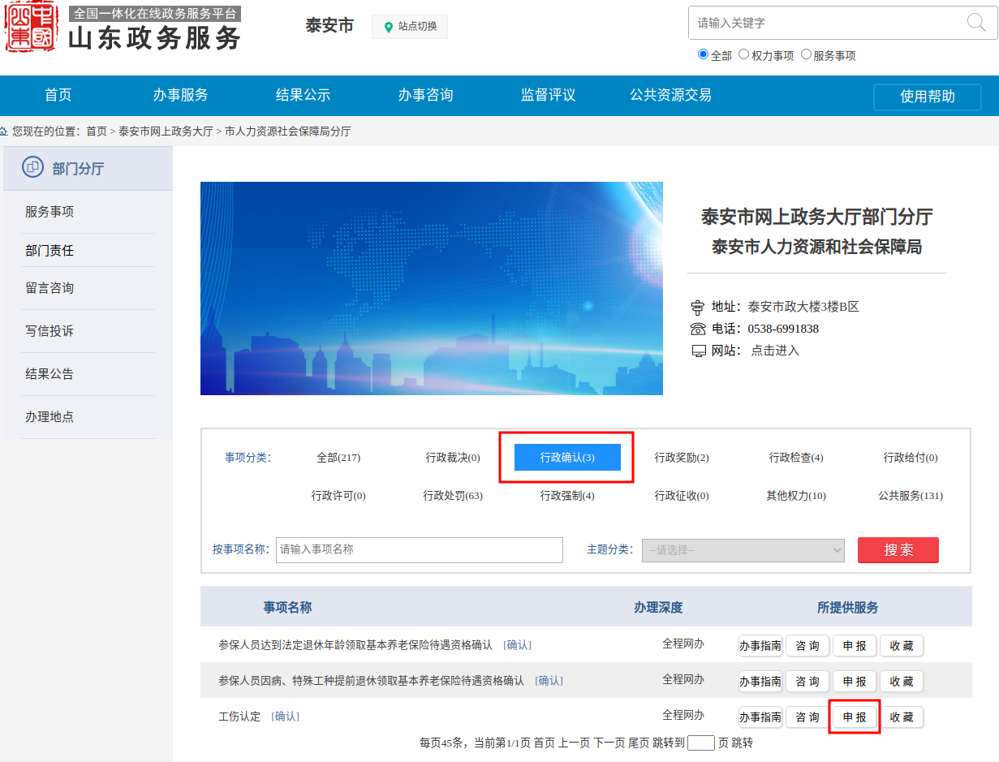 山東中國
全国一体化在线政务服务平台
山东政务服务
泰安市
站点切换
请输入关键字
全部 权力事项 服务事项
首页 办事服务 结果公示 办事咨询 监督评议 公共资源交易 使用帮助
您现在的位置：首页 > 泰安市网上政务大厅 > 市人力资源社会保障局分厅
部门分厅
服务事项
部门责任
留言咨询
写信投诉
结果公告
办理地点
泰安市网上政务大厅部门分厅
泰安市人力资源和社会保障局
地址：泰安市政大楼3楼B区
电话：0538-6991838
网站： 点击进入
事项分类： 全部(217) 行政裁决(0) 行政确认(3) 行政奖励(2) 行政检查(4) 行政给付(0)
行政许可(0) 行政处罚(63) 行政强制(4) 行政征收(0) 其他权力(10) 公共服务(131)
按事项名称： 请输入事项名称 主题分类： --请选择-- 搜索
事项名称 办理深度 所提供服务
参保人员达到法定退休年龄领取基本养老保险待遇资格确认 [确认] 全程网办 办事指南 咨询 申报 收藏
参保人员因病、特殊工种提前退休领取基本养老保险待遇资格确认 [确认] 全程网办 办事指南 咨询 申报 收藏
工伤认定 [确认] 全程网办 办事指南 咨询 申报 收藏
每页45条，当前第1/1页 首页 上一页 下一页 尾页 跳转到 页 跳转